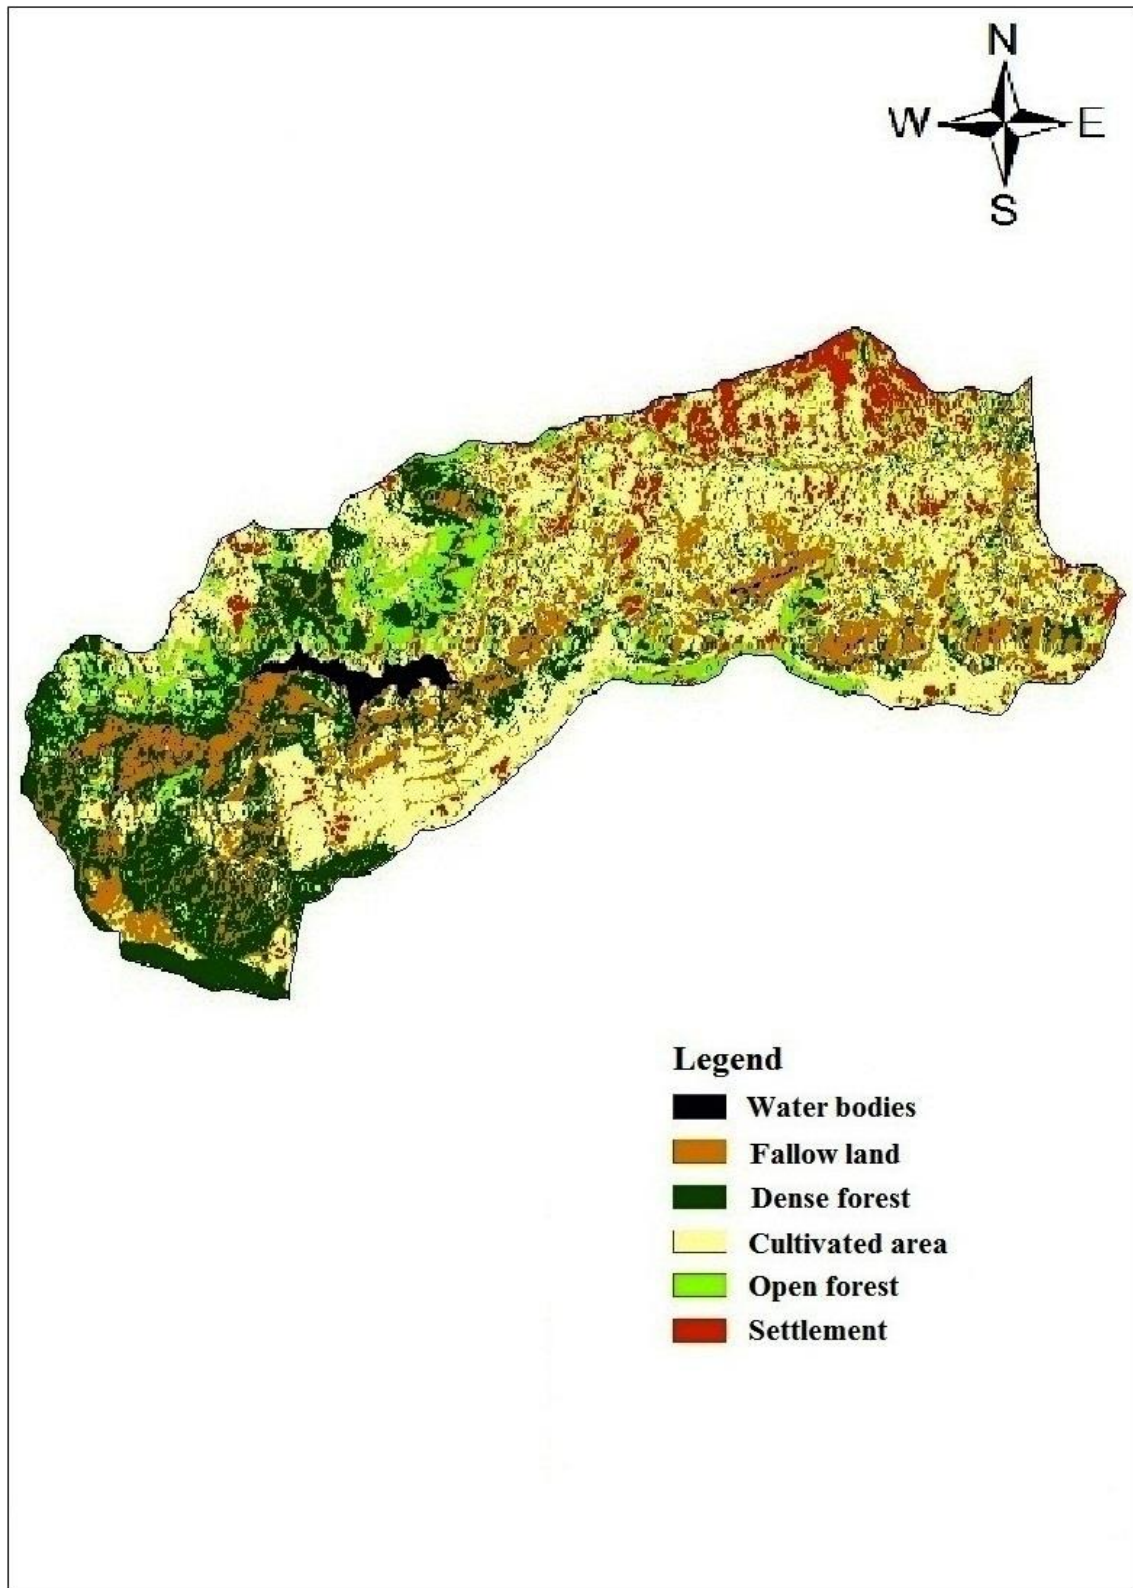 N
W E
S
Legend
Water bodies
Fallow land
Dense forest
Cultivated area
Open forest
Settlement